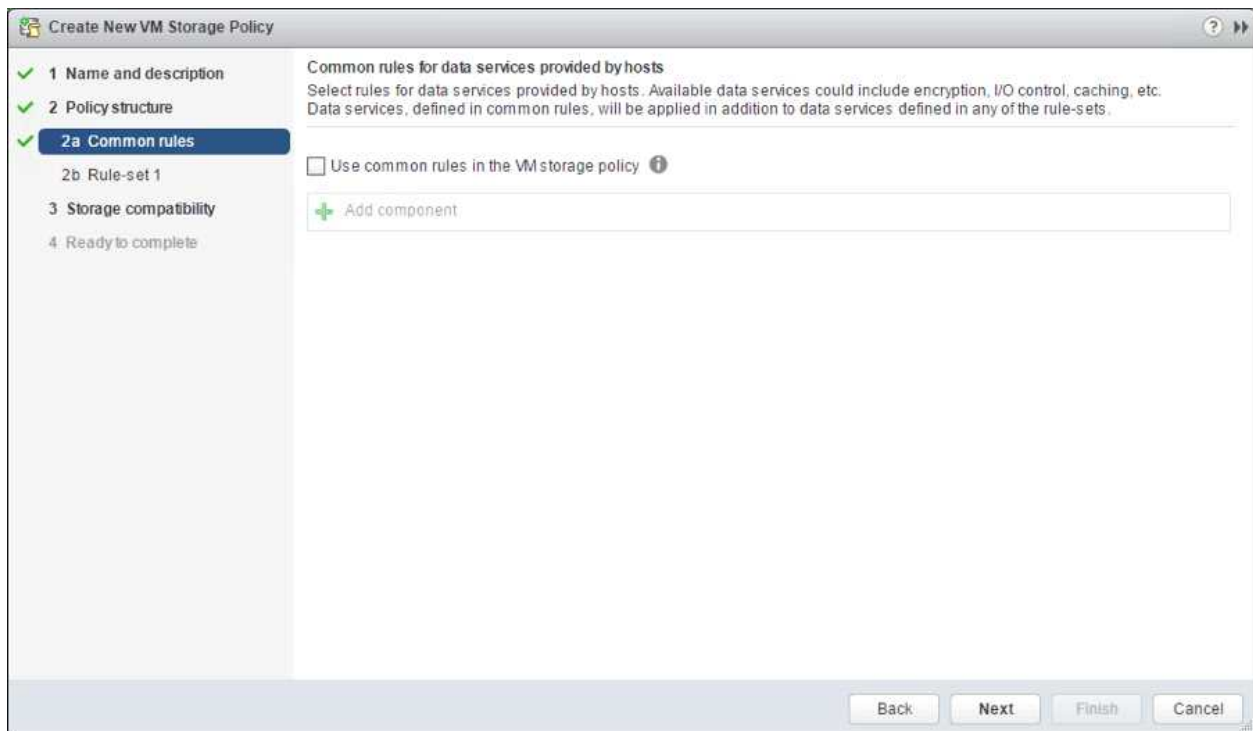 Create New VM Storage Policy
1 Name and description
2 Policy structure
2a Common rules
2b Rule-set 1
3 Storage compatibility
4 Ready to complete
Common rules for data services provided by hosts
Select rules for data services provided by hosts. Available data services could include encryption, I/O control, caching, etc.
Data services, defined in common rules, will be applied in addition to data services defined in any of the rule-sets.
Use common rules in the VM storage policy
Add component
Back
Next
Finish
Cancel